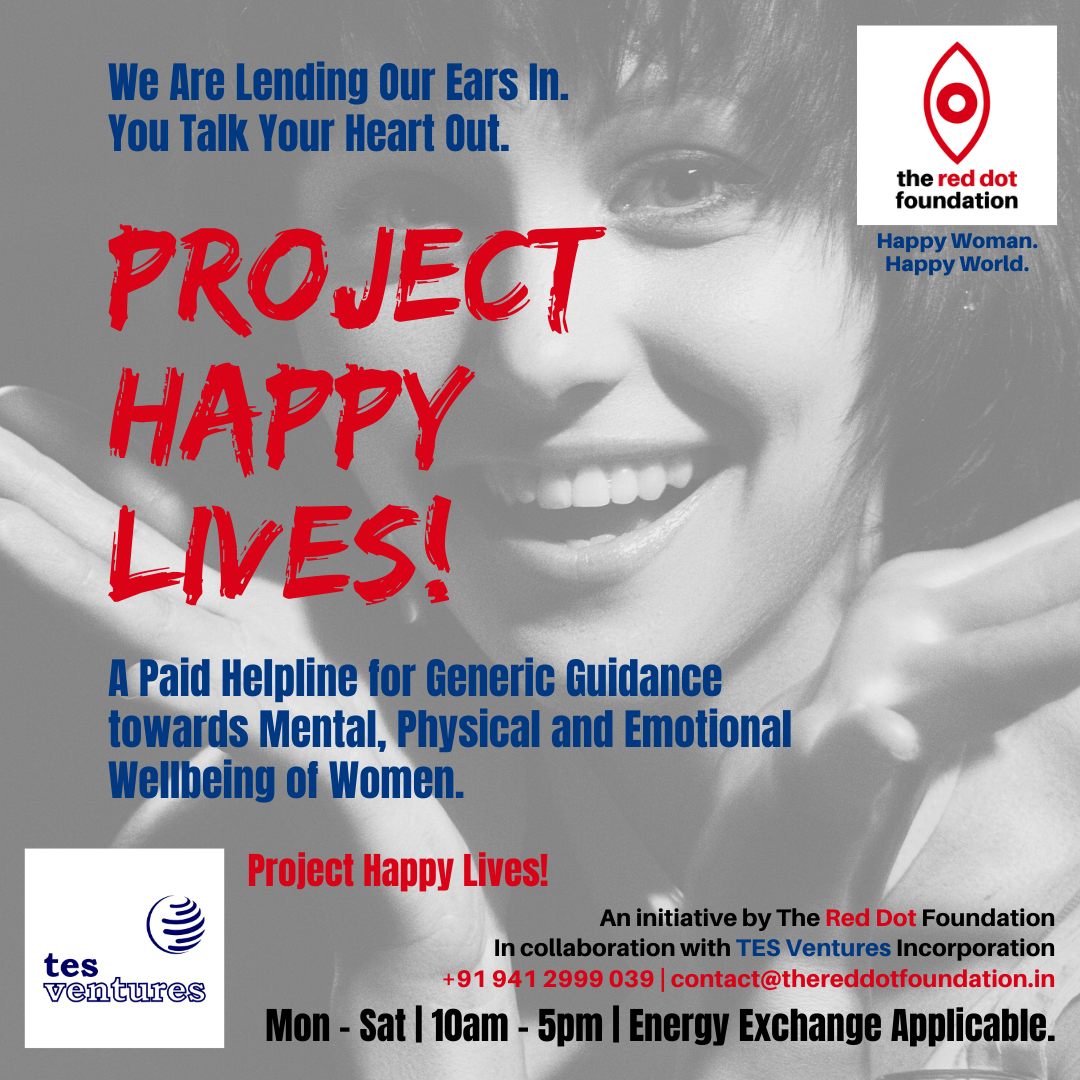 We Are Lending Our Ears In.
You Talk Your Heart Out.
the red dot
foundation
Happy Woman.
Happy World.
PROJECT
HAPPY
LIVES!
A Paid Helpline for Generic Guidance
towards Mental, Physical and Emotional
Wellbeing of Women.
tes
ventures
Project Happy Lives!
An initiative by The Red Dot Foundation
In collaboration with TES Ventures Incorporation
+91 941 2999 039 | contact@thereddotfoundation.in
Mon - Sat | 10am - 5pm | Energy Exchange Applicable.